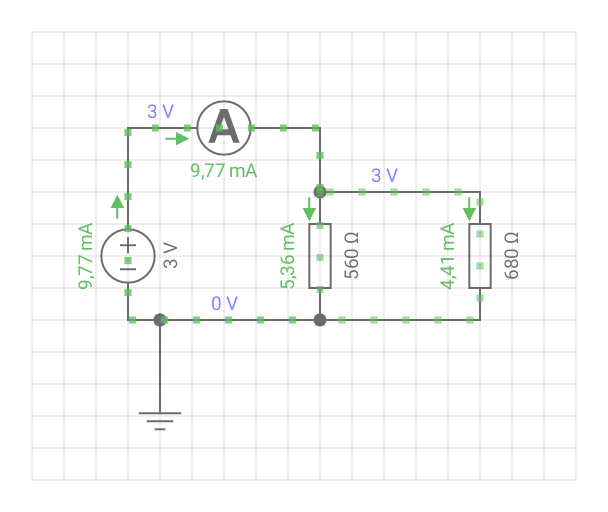 3 V
A
9,77 mA
3 V
9,77 mA
3 V
5,36 mA
560 Ω
4,41 mA
680 Ω
0 V